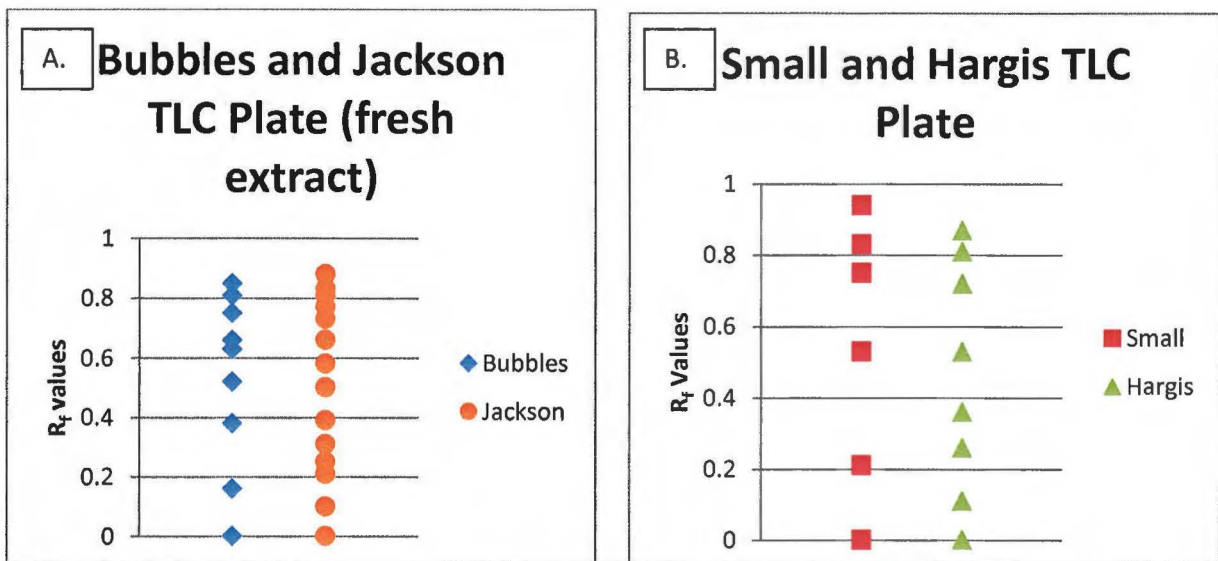 A.
Bubbles and Jackson
TLC Plate (fresh
extract)
1
0.8
0.6
0.4
0.2
0
Rf values
Bubbles
Jackson
B.
Small and Hargis TLC
Plate
1
0.8
0.6
0.4
0.2
0
Rf Values
Small
Hargis